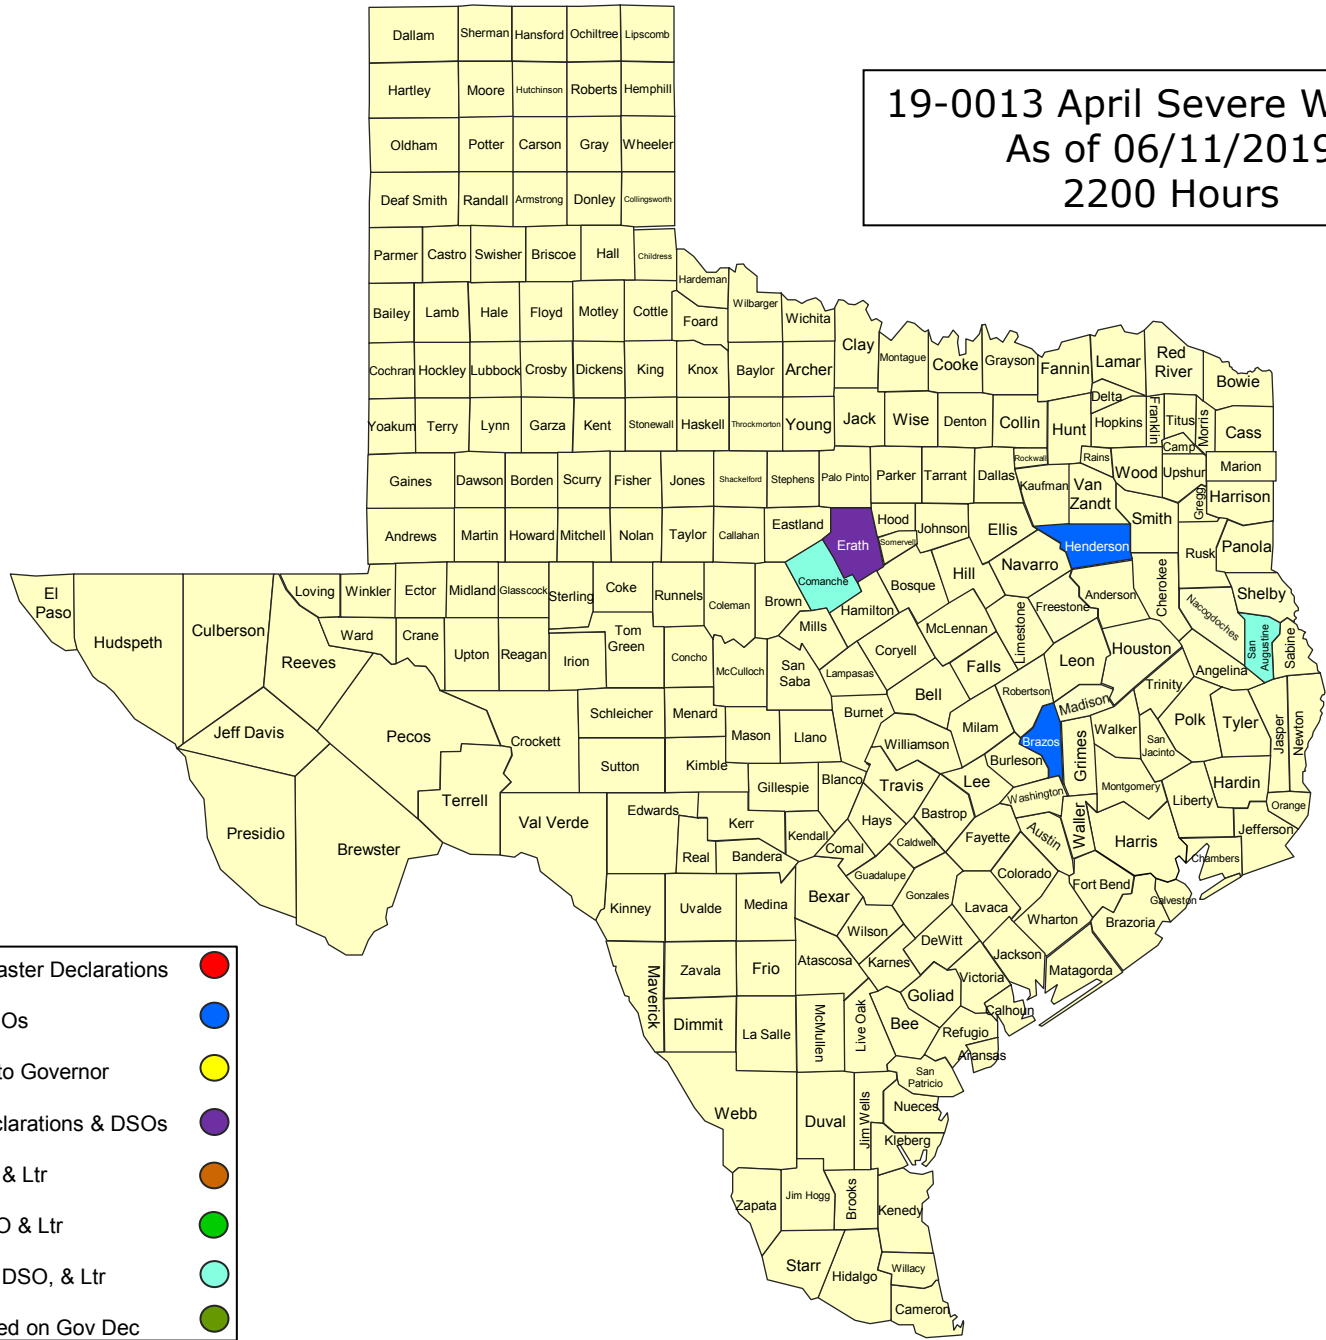 Dallam Sherman Hansford Ochiltree Lipscomb
Hartley Moore Hutchinson Roberts Hemphill
19-0013 April Severe W
As of 06/11/2019
2200 Hours
Oldham Potter Carson Gray Wheeler
Deaf Smith Randall Armstrong Donley Collingsworth
Parmer Castro Swisher Briscoe Hall Childress
Hardeman
Bailey Lamb Hale Floyd Motley Cottle Foard Wilbarger Wichita
Clay Montague Cooke Grayson Fannin Lamar Red River Bowie
Cochran Hockley Lubbock Crosby Dickens King Knox Baylor Archer
Delta
Yoakum Terry Lynn Garza Kent Stonewall Haskell Throckmorton Young Jack Wise Denton Collin Hunt Hopkins Franklin Titus Morris Cass
Camp
Rockwall Rains
Gaines Dawson Borden Scurry Fisher Jones Shackelford Stephens Palo Pinto Parker Tarrant Dallas Kaufman Van Zandt Wood Upshur Marion
Gregg Harrison
Andrews Martin Howard Mitchell Nolan Taylor Callahan Eastland Erath Hood Johnson Ellis Henderson Smith
Somervell Rusk Panola
El Paso Hudspeth Culberson Loving Winkler Ector Midland Glasscock Sterling Coke Runnels Coleman Brown Comanche Hamilton Bosque Hill Navarro Freestone Anderson Cherokee Nacogdoches Shelby
Ward Crane Upton Reagan Irion Tom Green Concho McCulloch San Saba Mills Lampasas Coryell McLennan Limestone Falls Leon Houston Angelina San Augustine Sabine
Reeves Jeff Davis Pecos Crockett Schleicher Menard Mason Llano Burnet Bell Milam Robertson Madison Trinity Walker San Jacinto Polk Tyler Jasper Newton
Sutton Kimble Gillespie Blanco Williamson Travis Lee Burleson Brazos Grimes Washington Montgomery Liberty Hardin Orange
Presidio Brewster Terrell Val Verde Edwards Kerr Kendall Hays Comal Caldwell Bastrop Fayette Austin Waller Harris Jefferson Chambers
Real Bandera Guadalupe Gonzales Colorado Fort Bend Galveston
Kinney Uvalde Medina Bexar Wilson Lavaca Wharton Brazoria
Maverick Zavala Frio Atascosa Karnes DeWitt Jackson Matagorda
Dimmit La Salle McMullen Live Oak Bee Goliad Victoria Calhoun
Refugio Aransas
San Patricio
Webb Duval Jim Wells Nueces
Kleberg
Zapata Jim Hogg Brooks Kenedy
Starr Hidalgo Willacy
Cameron
aster Declarations
Os
to Governor
clarations & DSOs
& Ltr
O & Ltr
DSO, & Ltr
ed on Gov Dec